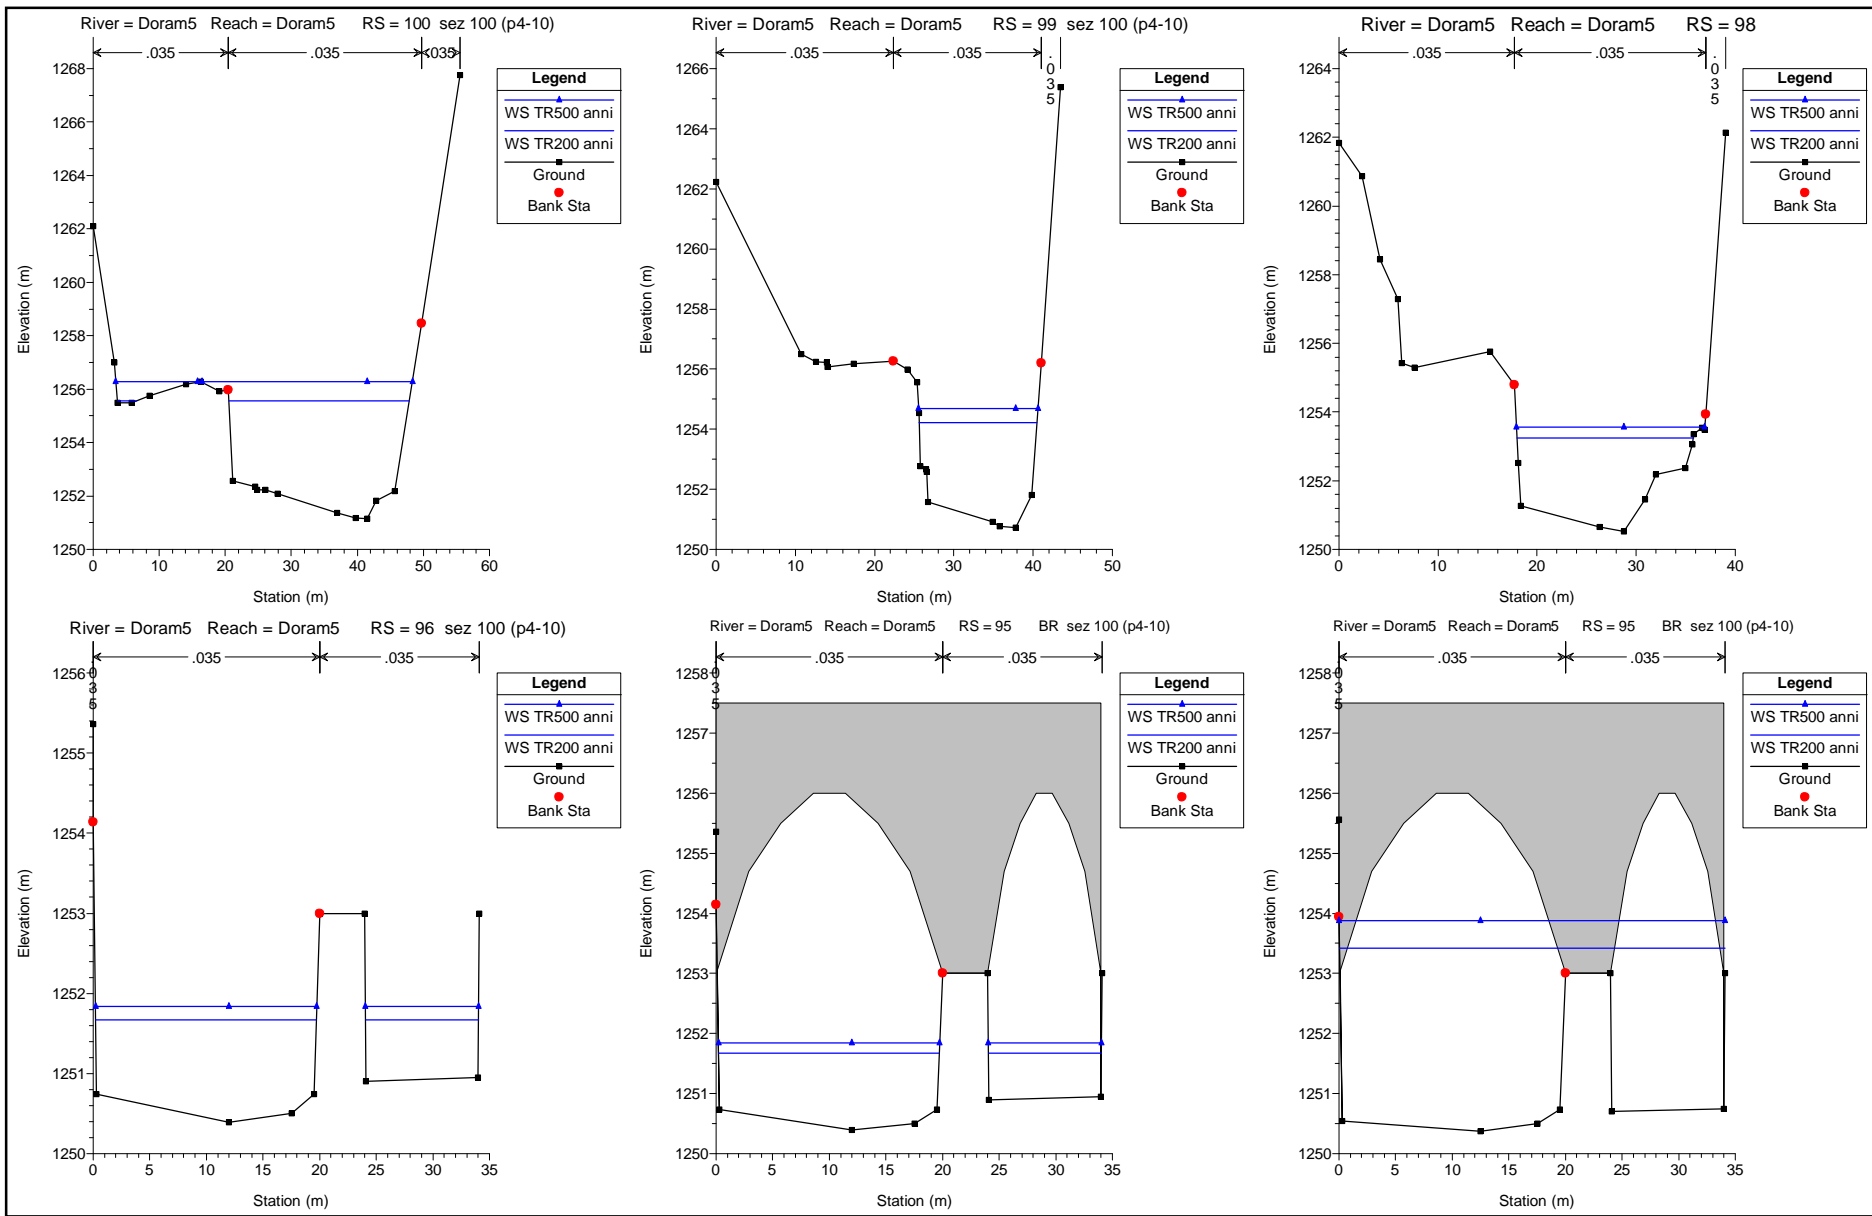 River = Doram5 Reach = Doram5 RS = 100 sez 100 (p4-10)
.035 .035 .035
Legend
WS TR500 anni
WS TR200 anni
Ground
Bank Sta
Elevation (m)
1268
1266
1264
1262
1260
1258
1256
1254
1252
1250
0 10 20 30 40 50 60
Station (m)
River = Doram5 Reach = Doram5 RS = 99 sez 100 (p4-10)
.035 .035 .035
Legend
WS TR500 anni
WS TR200 anni
Ground
Bank Sta
Elevation (m)
1266
1264
1262
1260
1258
1256
1254
1252
1250
0 10 20 30 40 50
Station (m)
River = Doram5 Reach = Doram5 RS = 98
.035 .035 .035
Legend
WS TR500 anni
WS TR200 anni
Ground
Bank Sta
Elevation (m)
1264
1262
1260
1258
1256
1254
1252
1250
0 10 20 30 40
Station (m)
River = Doram5 Reach = Doram5 RS = 96 sez 100 (p4-10)
.035 .035 .035
Legend
WS TR500 anni
WS TR200 anni
Ground
Bank Sta
Elevation (m)
1256
1255
1254
1253
1252
1251
1250
0 5 10 15 20 25 30 35
Station (m)
River = Doram5 Reach = Doram5 RS = 95 BR sez 100 (p4-10)
.035 .035 .035
Legend
WS TR500 anni
WS TR200 anni
Ground
Bank Sta
Elevation (m)
1258
1257
1256
1255
1254
1253
1252
1251
1250
0 5 10 15 20 25 30 35
Station (m)
River = Doram5 Reach = Doram5 RS = 95 BR sez 100 (p4-10)
.035 .035 .035
Legend
WS TR500 anni
WS TR200 anni
Ground
Bank Sta
Elevation (m)
1258
1257
1256
1255
1254
1253
1252
1251
1250
0 5 10 15 20 25 30 35
Station (m)